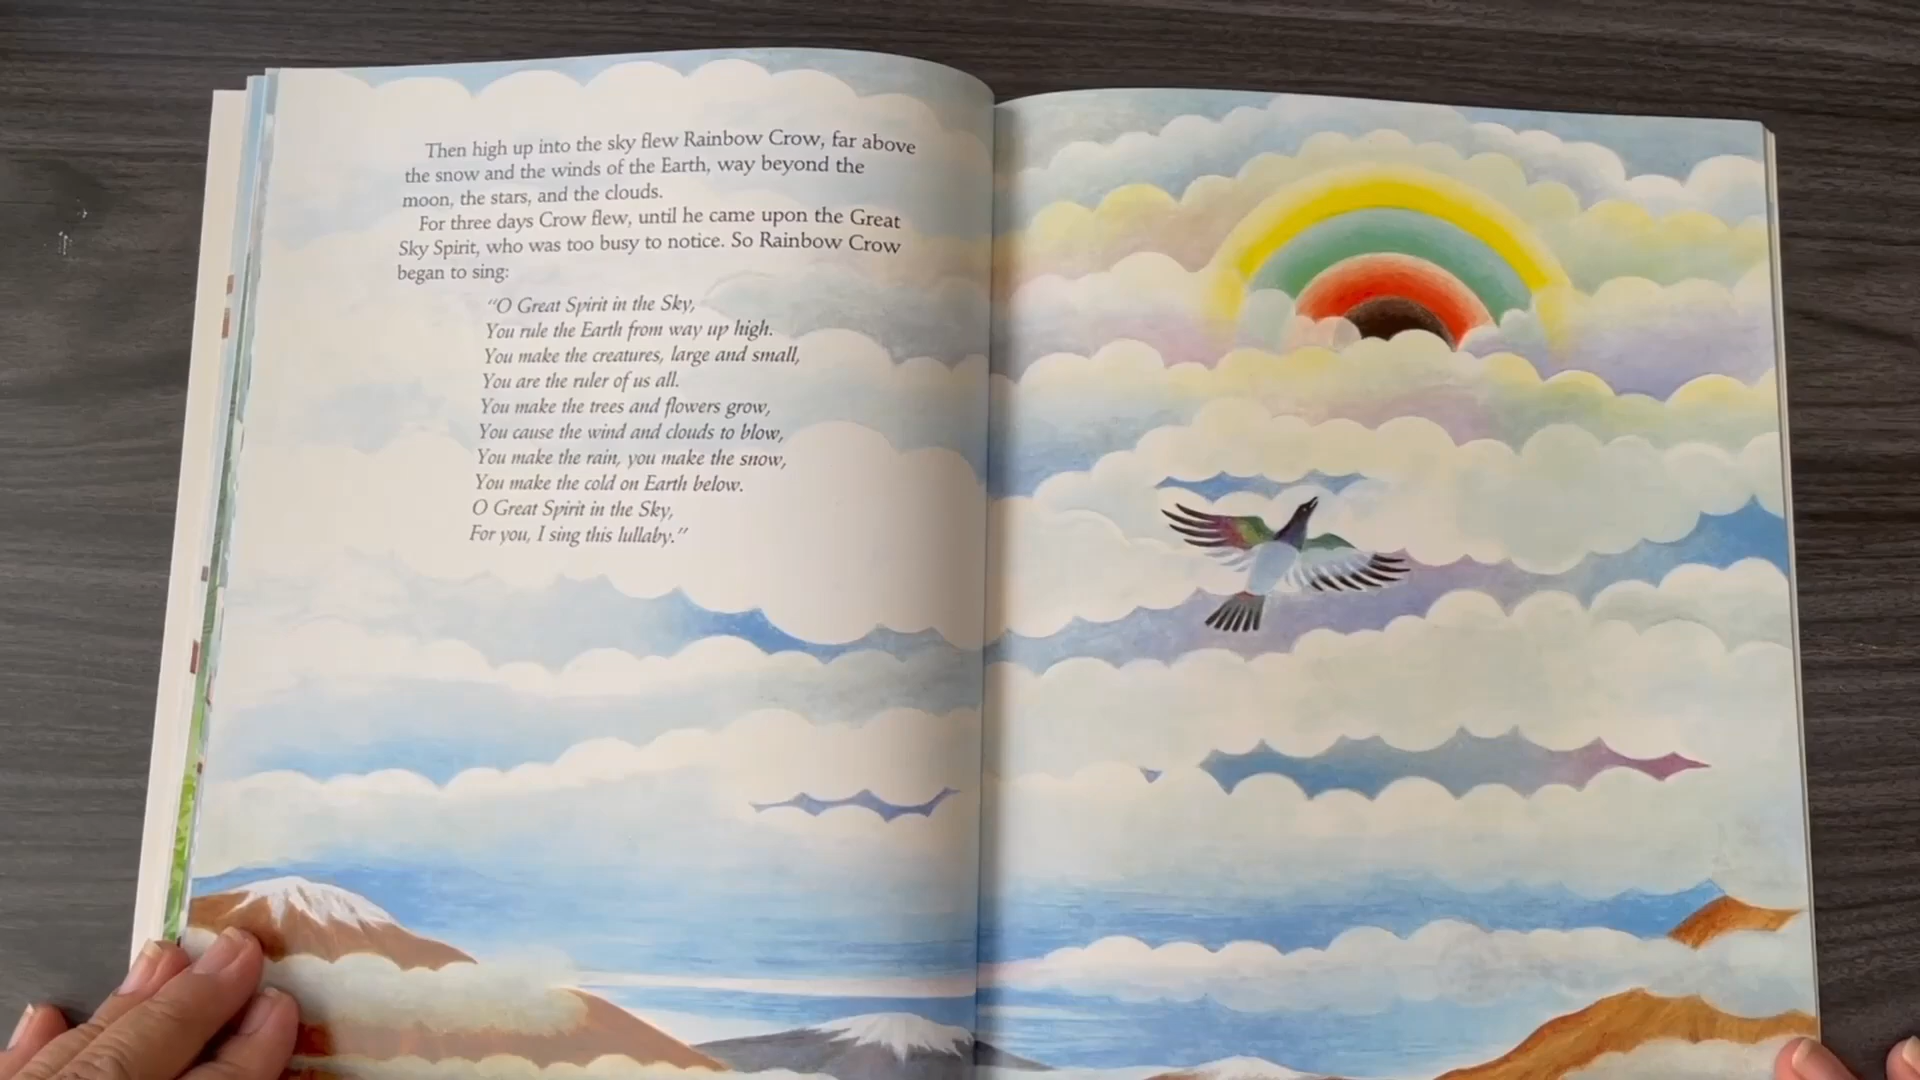 Then high up into the sky flew Rainbow Crow, far above
the snow and the winds of the Earth, way beyond the
moon, the stars, and the clouds.
For three days Crow flew, until he came upon the Great
Sky Spirit, who was too busy to notice. So Rainbow Crow
began to sing:
"O Great Spirit in the Sky,
You rule the Earth from way up high.
You make the creatures, large and small,
You are the ruler of us all.
You make the trees and flowers grow,
You cause the wind and clouds to blow,
You make the rain, you make the snow,
You make the cold on Earth below.
O Great Spirit in the Sky,
For you, I sing this lullaby."